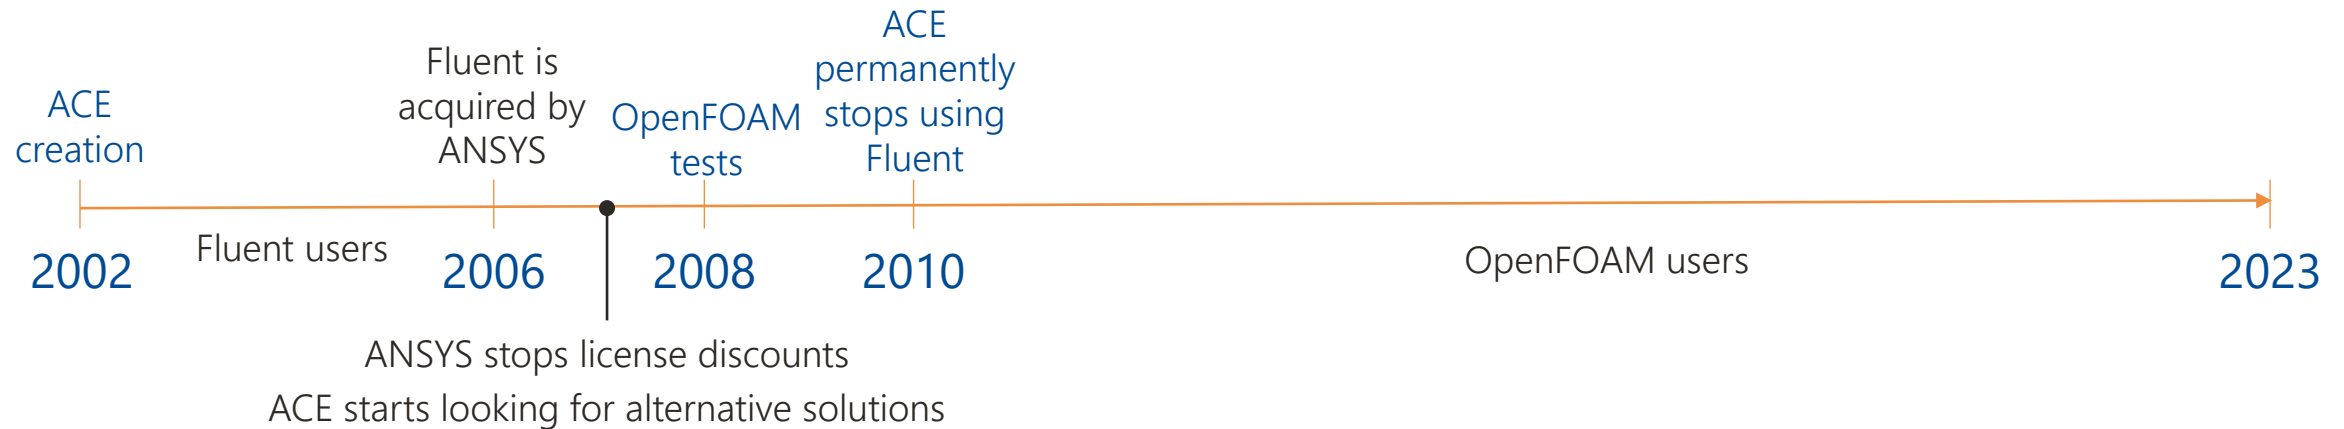 ACE
creation
Fluent is
acquired by
ANSYS
OpenFOAM
tests
ACE
permanently
stops using
Fluent
2002
Fluent users
2006
2008
2010
OpenFOAM users
2023
ANSYS stops license discounts
ACE starts looking for alternative solutions